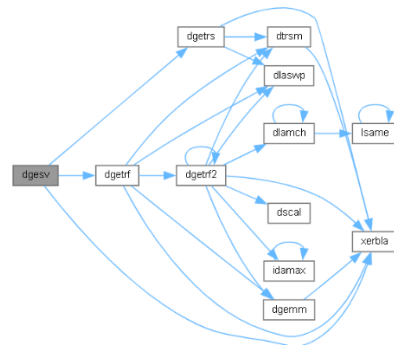 dgetrs
dtrsm
dlaswp
dlamch
lsame
dgesv
dgetrf
dgetrf2
dscal
xerbla
idamax
dgemm